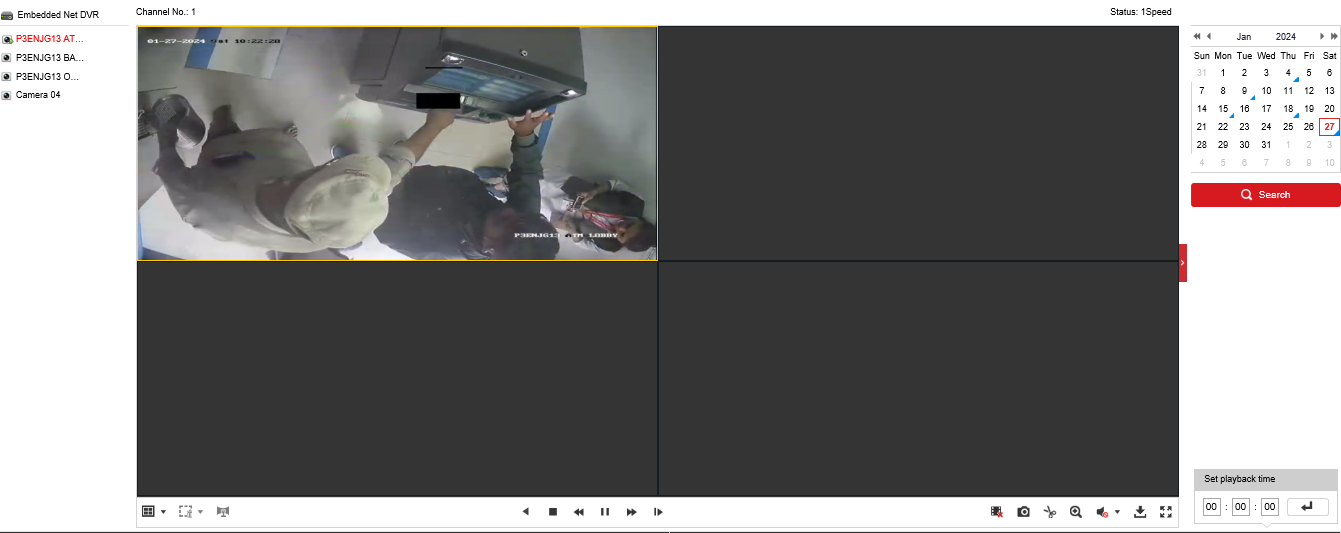 Embedded Net DVR
Channel No.: 1
Status: 1Speed
P3ENJG13 AT...
P3ENJG13 BA...
P3ENJG13 O...
Camera 04
01-27-2024 Sat 10:22:28
P3ENJG13 ATM LOBBY
Jan 2024
Sun Mon Tue Wed Thu Fri Sat
31 1 2 3 4 5 6
7 8 9 10 11 12 13
14 15 16 17 18 19 20
21 22 23 24 25 26 27
28 29 30 31 1 2 3
4 5 6 7 8 9 10
Search
Set playback time
00 : 00 : 00